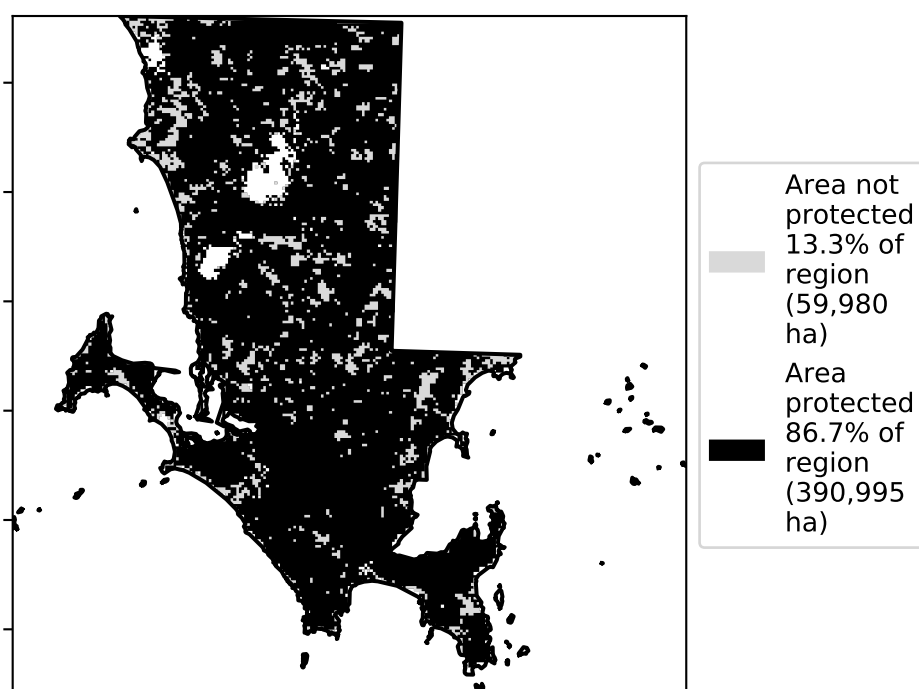 Area not
protected
13.3% of
region
(59,980
ha)
Area
protected
86.7% of
region
(390,995
ha)